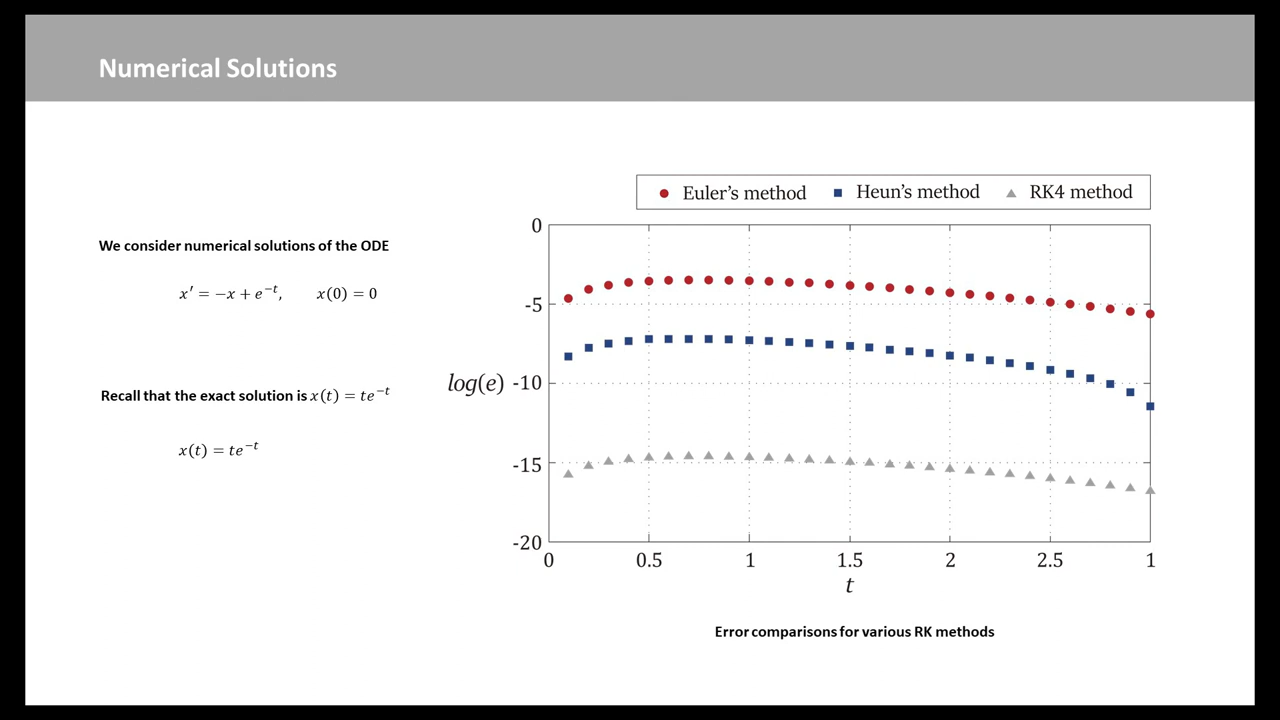 Numerical Solutions
We consider numerical solutions of the ODE
x′ = −x + e⁻ᵗ, x(0) = 0
Recall that the exact solution is x(t) = te⁻ᵗ
x(t) = te⁻ᵗ
Euler's method Heun's method RK4 method
0
-5
log(e) -10
-15
-20
0 0.5 1 1.5 2 2.5 1
t
Error comparisons for various RK methods